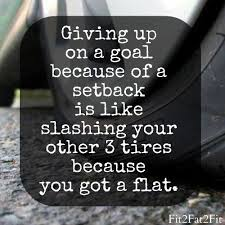 Giving up
on a goal
because of a
setback
is like
slashing your
other 3 tires
because
you got a flat.
Fit2Fat2Fit